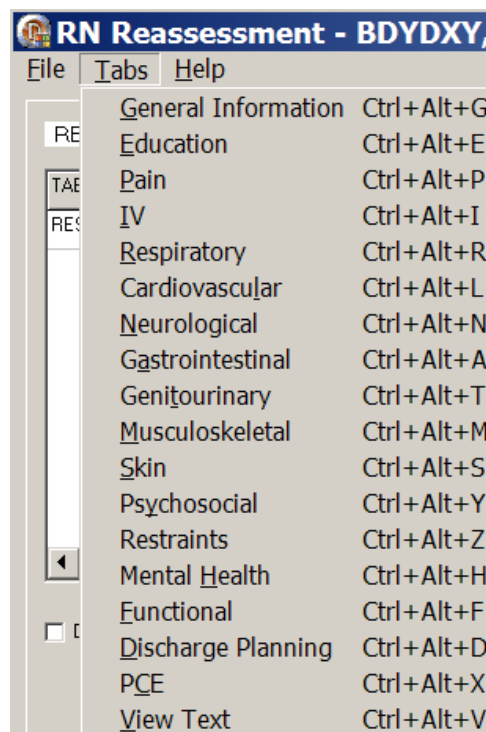 RN Reassessment - BDYDXY,
File Tabs Help
General Information Ctrl+Alt+G
Education Ctrl+Alt+E
Pain Ctrl+Alt+P
IV Ctrl+Alt+I
Respiratory Ctrl+Alt+R
Cardiovascular Ctrl+Alt+L
Neurological Ctrl+Alt+N
Gastrointestinal Ctrl+Alt+A
Genitourinary Ctrl+Alt+T
Musculoskeletal Ctrl+Alt+M
Skin Ctrl+Alt+S
Psychosocial Ctrl+Alt+Y
Restraints Ctrl+Alt+Z
Mental Health Ctrl+Alt+H
Functional Ctrl+Alt+F
Discharge Planning Ctrl+Alt+D
PCE Ctrl+Alt+X
View Text Ctrl+Alt+V